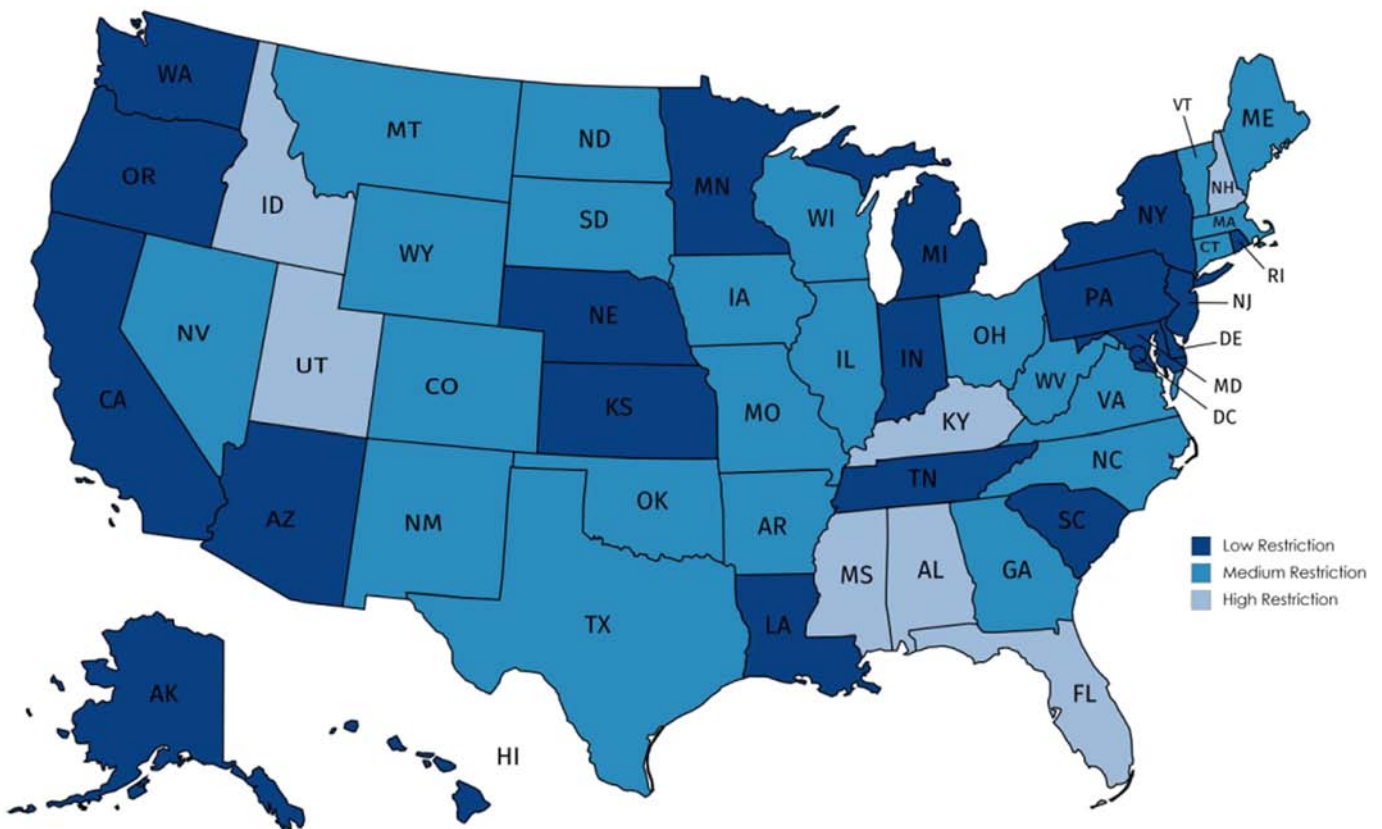 WA
MT
ND
MN
VT
ME
OR
ID
SD
WI
NH
NY
MA
WY
MI
CT
RI
IA
PA
NJ
NE
NV
OH
DE
IL
IN
UT
CO
WV
MD
CA
KS
MO
VA
DC
KY
NC
TN
OK
AZ
NM
AR
SC
Low Restriction
MS
AL
GA
Medium Restriction
High Restriction
TX
LA
AK
FL
HI